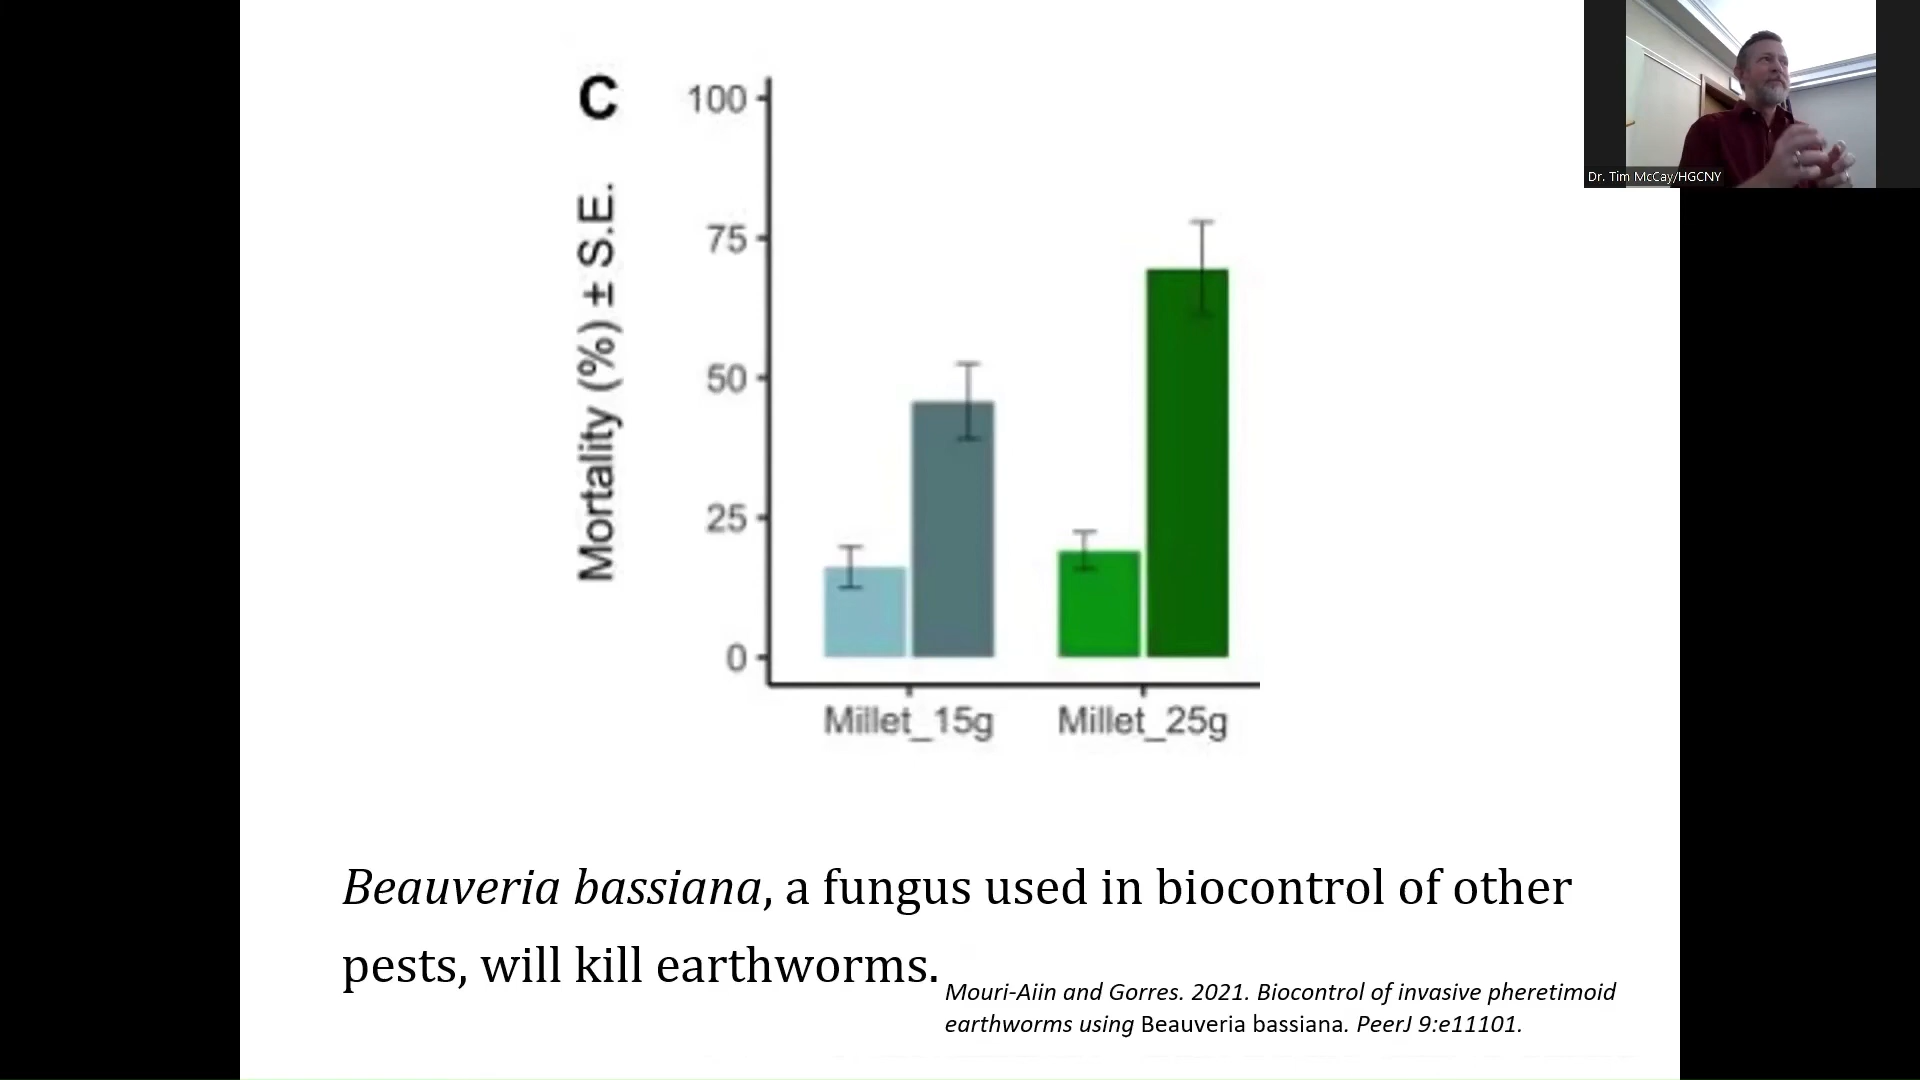 C
Mortality (%) ± S.E.
100
75
50
25
0
Millet_15g Millet_25g
Dr. Tim McCay/HGCNY
Beauveria bassiana, a fungus used in biocontrol of other
pests, will kill earthworms.
Mouri-Aiin and Gorres. 2021. Biocontrol of invasive pheretimoid
earthworms using Beauveria bassiana. PeerJ 9:e11101.